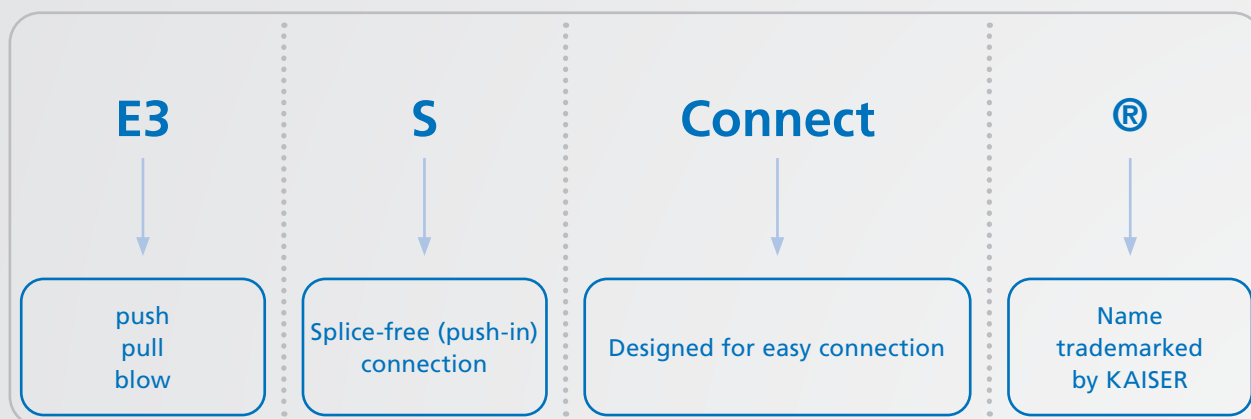 E3
S
Connect
®
push
pull
blow
Splice-free (push-in)
connection
Designed for easy connection
Name
trademarked
by KAISER